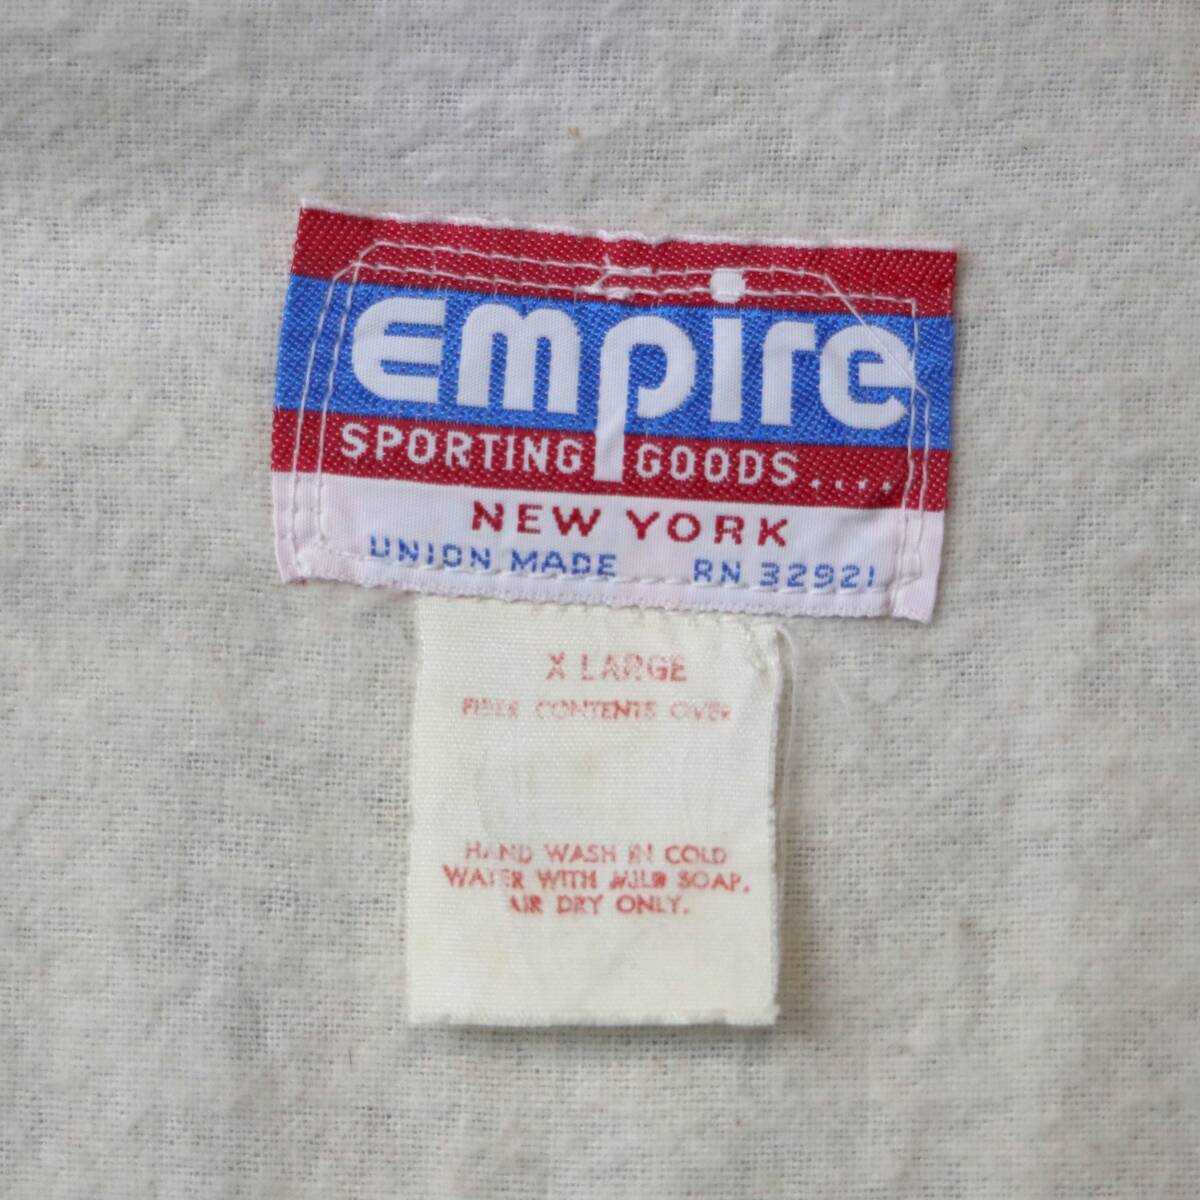 empire
SPORTING GOODS....
NEW YORK
UNION MADE RN 32921
X LARGE
FIBER CONTENTS OVER
HAND WASH IN COLD
WATER WITH MILD SOAP.
AIR DRY ONLY.